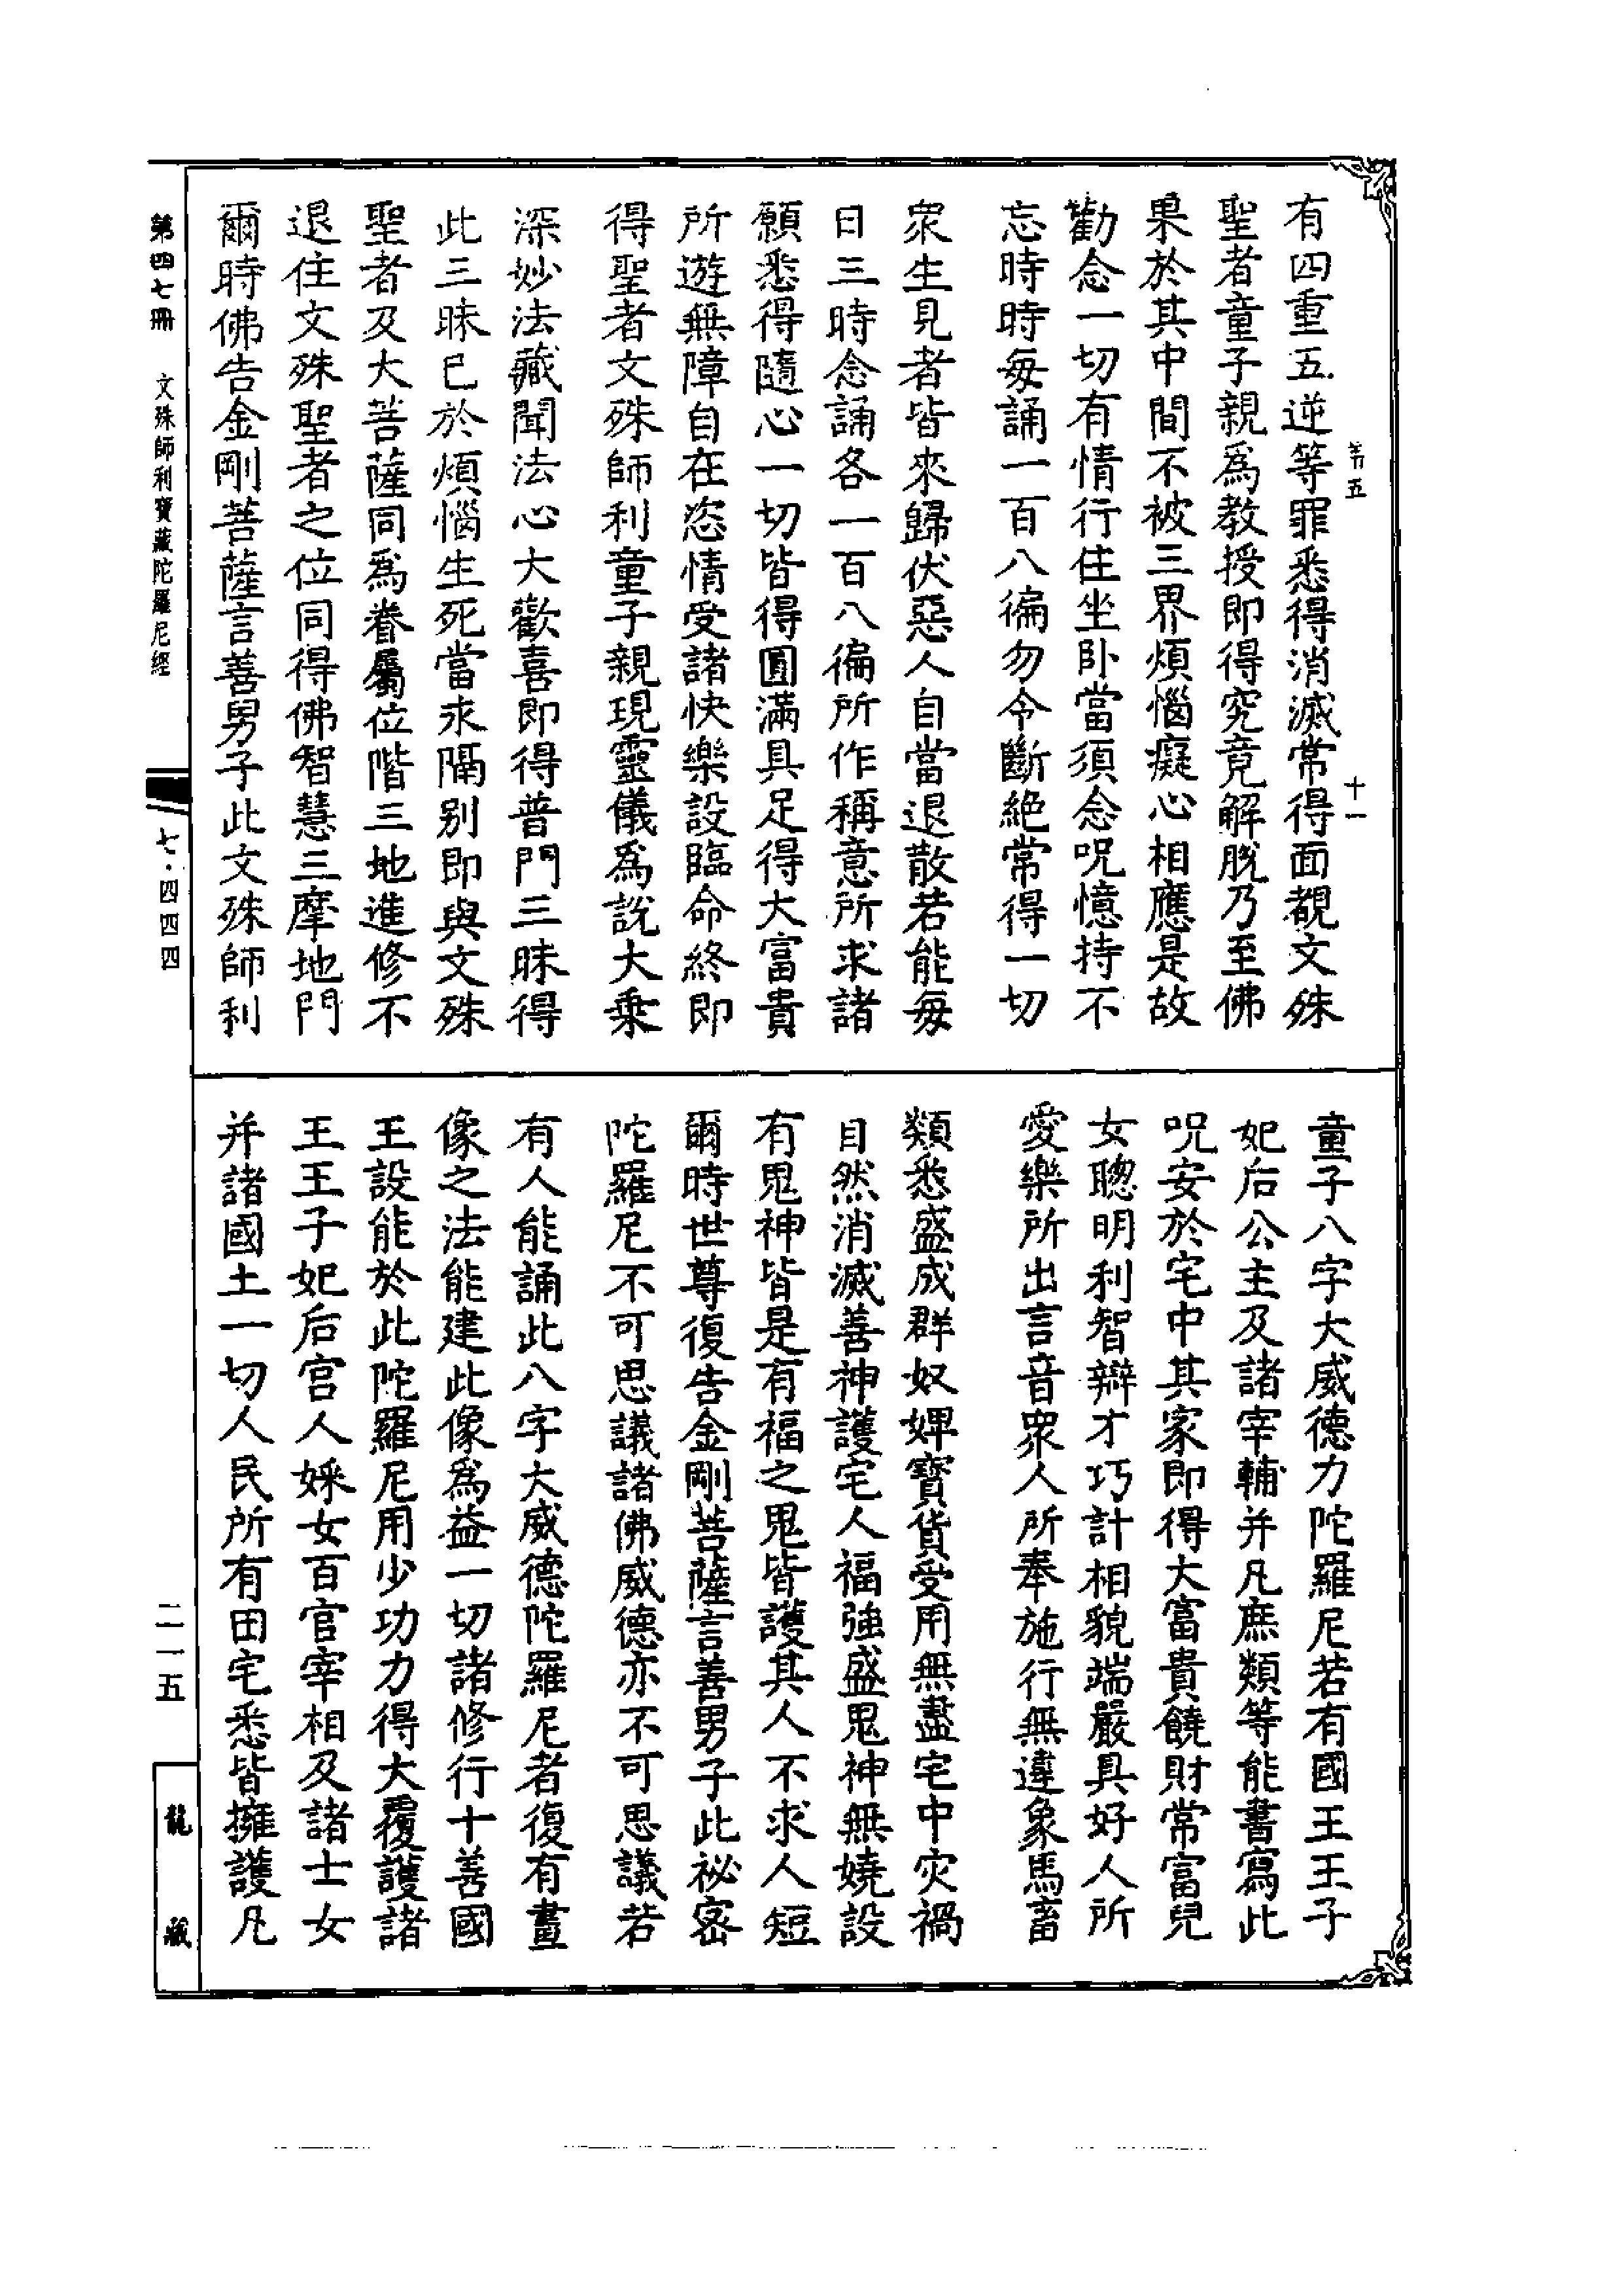 有四重五逆等罪悉得消滅常得面覩文殊
聖者童子親爲教授即得究竟解脫乃至佛
果於其中間不被三界煩惱癡心相應是故
勸念一切有情行住坐卧當須念呪憶持不
忘時時每誦一百八徧勿令斷絶常得一切
衆生見者皆來歸伏惡人自當退散若能每
日三時念誦各一百八徧所作稱意所求諸
願悉得隨心一切皆得圓滿具足得大富貴
所遊無障自在恣情受諸快樂設臨命終即
得聖者文殊師利童子親現靈儀爲說大乗
深妙法藏聞法心大歡喜即得普門三昧得
此三昧已於煩惱生死當永隔别即與文殊
聖者及大菩薩同爲眷屬位階三地進修不
退住文殊聖者之位同得佛智慧三摩地門
爾時佛告金剛菩薩言善男子此文殊師利
童子八字大威德力陀羅尼若有國王王子
妃后公主及諸宰輔并凡庶類等能書寫此
呪安於宅中其家即得大富貴饒財常富兒
女聰明利智辯才巧計相貌端嚴具好人所
愛樂所出言音衆人所奉施行無違象馬畜
類悉盛成群奴婢寶貨受用無盡宅中灾禍
自然消滅善神護宅人福強盛鬼神無嬈設
有鬼神皆是有福之鬼皆護其人不求人短
爾時世尊復告金剛菩薩言善男子此祕密
陀羅尼不可思議諸佛威德亦不可思議若
有人能誦此八字大威德陀羅尼者復有畫
像之法能建此像爲益一切諸修行十善國
王設能於此陀羅尼用少功力得大覆護諸
王王子妃后宫人婇女百官宰相及諸士女
并諸國土一切人民所有田宅悉皆擁護凡
五
十一
第四七冊
文殊師利寶藏陀羅尼經
七·四四四
二一五
龍藏